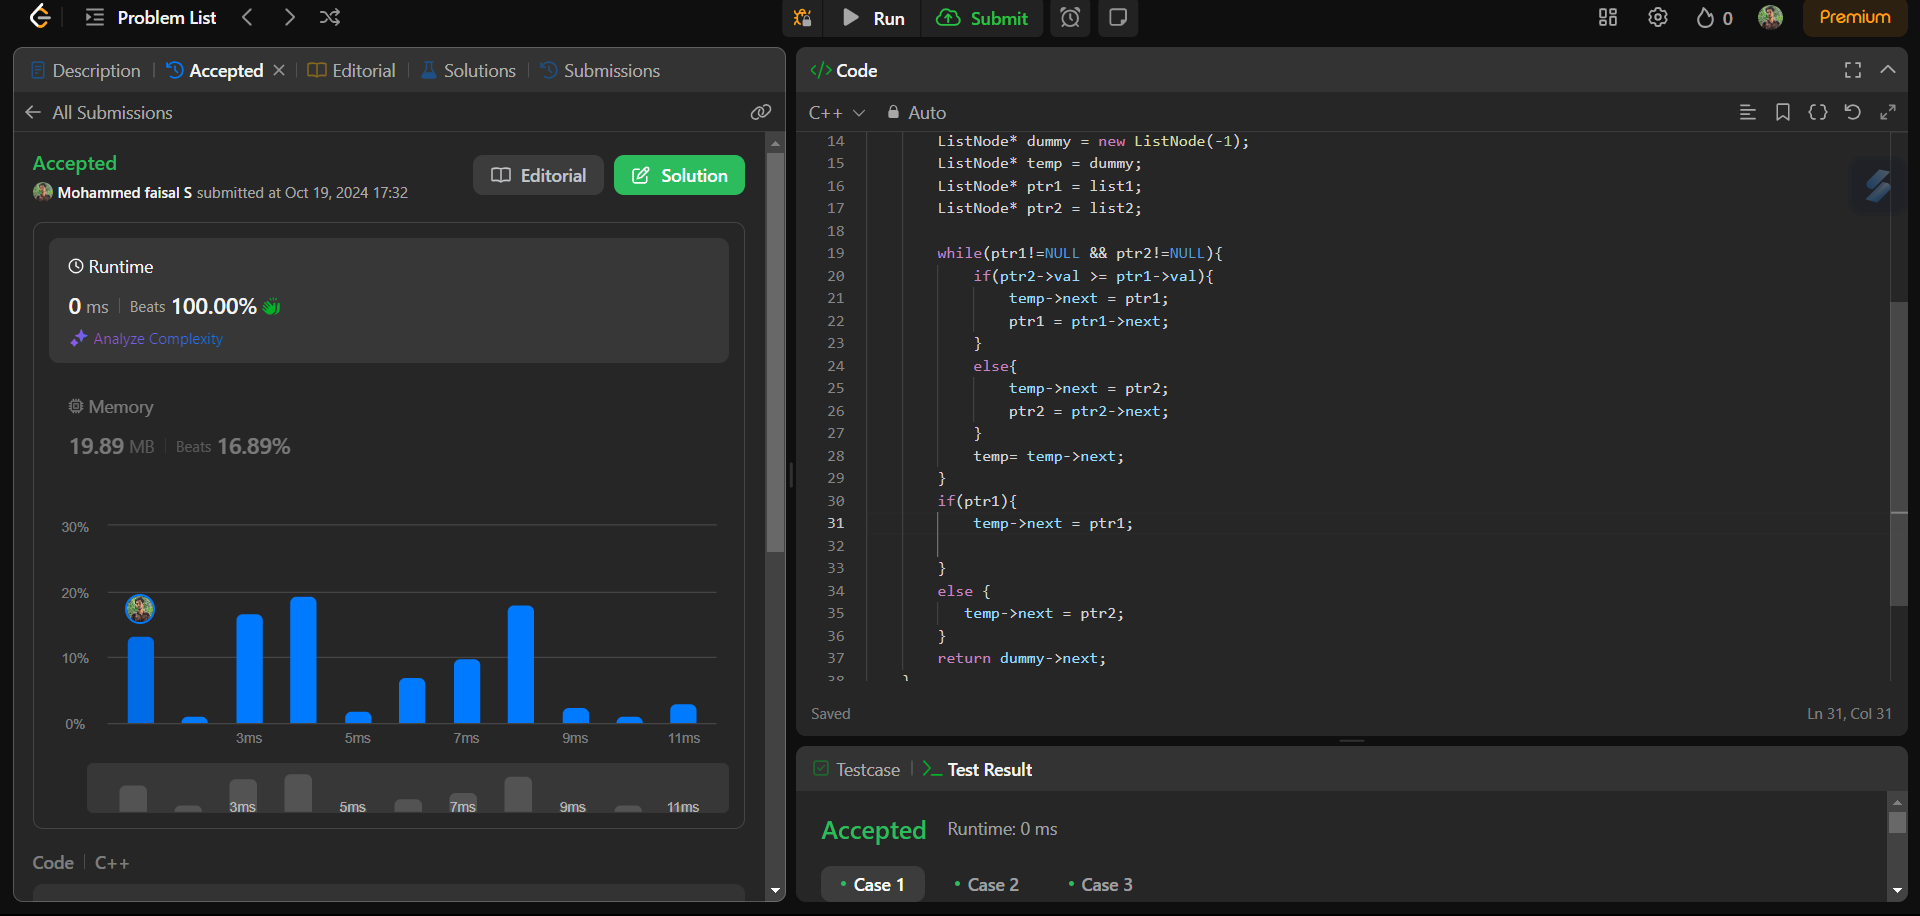 Problem List
Run
Submit
0
Premium
Description
Accepted
Editorial
Solutions
Submissions
All Submissions
Accepted
Mohammed faisal S submitted at Oct 19, 2024 17:32
Editorial
Solution
Runtime
0 ms
Beats 100.00%
Analyze Complexity
Memory
19.89 MB
Beats 16.89%
30%
20%
10%
0%
3ms 5ms 7ms 9ms 11ms
3ms 5ms 7ms 9ms 11ms
Code
C++
</> Code
C++
Auto
14 ListNode* dummy = new ListNode(-1);
15 ListNode* temp = dummy;
16 ListNode* ptr1 = list1;
17 ListNode* ptr2 = list2;
18
19 while(ptr1!=NULL && ptr2!=NULL){
20 if(ptr2->val >= ptr1->val){
21 temp->next = ptr1;
22 ptr1 = ptr1->next;
23 }
24 else{
25 temp->next = ptr2;
26 ptr2 = ptr2->next;
27 }
28 temp= temp->next;
29 }
30 if(ptr1){
31 temp->next = ptr1;
32
33 }
34 else {
35 temp->next = ptr2;
36 }
37 return dummy->next;
38 }
Saved
Ln 31, Col 31
Testcase
>_ Test Result
Accepted
Runtime: 0 ms
• Case 1
• Case 2
• Case 3